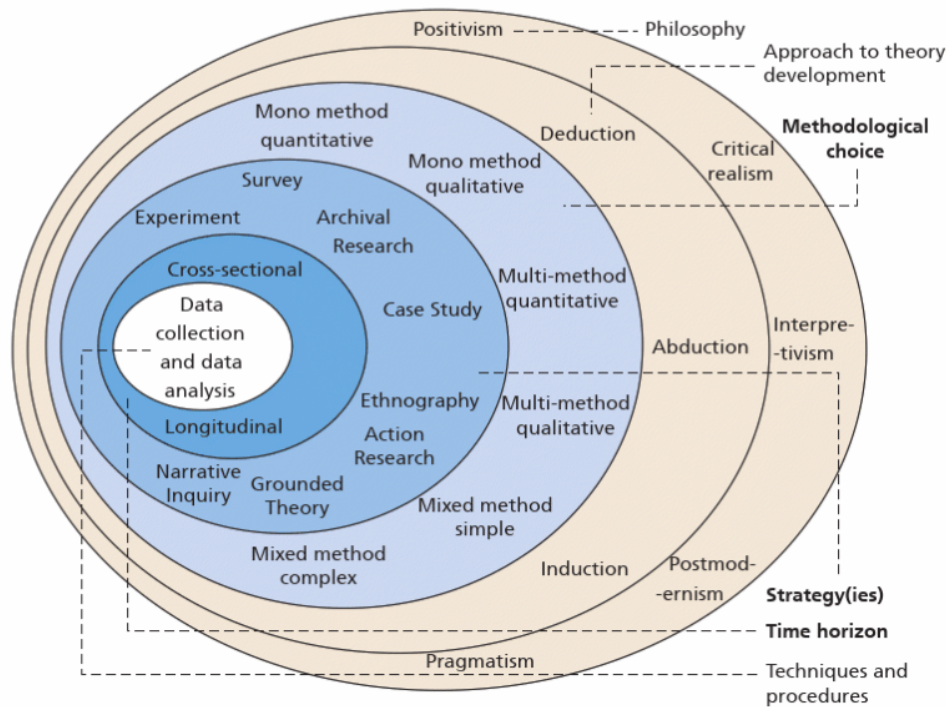 Positivism
Philosophy
Approach to theory
development
Mono method
quantitative
Deduction
Methodological
choice
Mono method
qualitative
Critical
realism
Survey
Experiment
Archival
Research
Cross-sectional
Multi-method
quantitative
Data
collection
and data
analysis
Case Study
Abduction
Interpre-
-tivism
Ethnography
Multi-method
qualitative
Longitudinal
Action
Research
Narrative
Inquiry
Grounded
Theory
Mixed method
simple
Mixed method
complex
Induction
Postmod-
-ernism
Strategy(ies)
Time horizon
Pragmatism
Techniques and
procedures